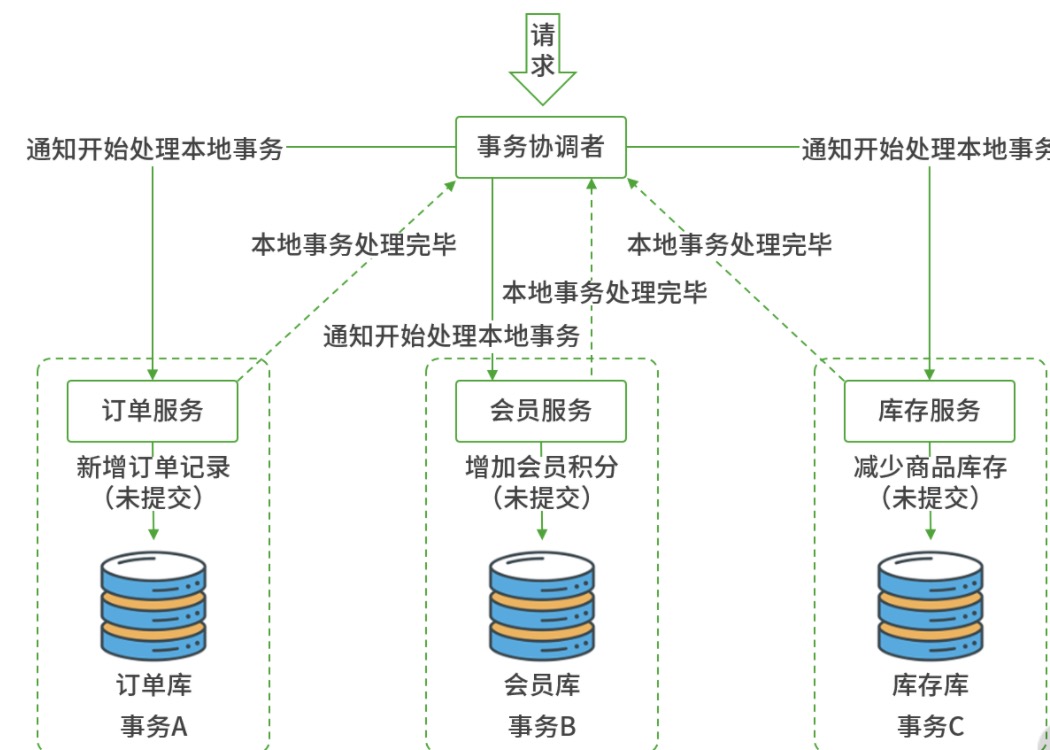 请
求
事务协调者
通知开始处理本地事务
通知开始处理本地事务
本地事务处理完毕
本地事务处理完毕
本地事务处理完毕
通知开始处理本地事务
订单服务
会员服务
库存服务
新增订单记录
（未提交）
增加会员积分
（未提交）
减少商品库存
（未提交）
订单库
会员库
库存库
事务A
事务B
事务C